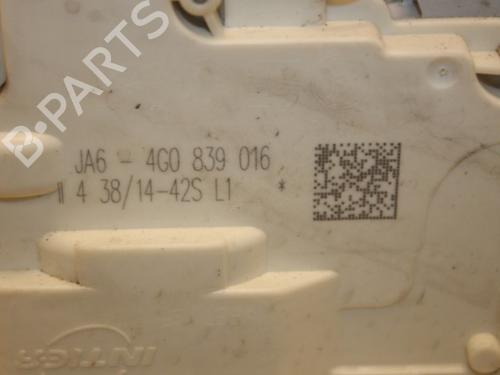 B-PARTS
JA6 - 4G0 839 016
4 38/14-42S L1 *
INTIER